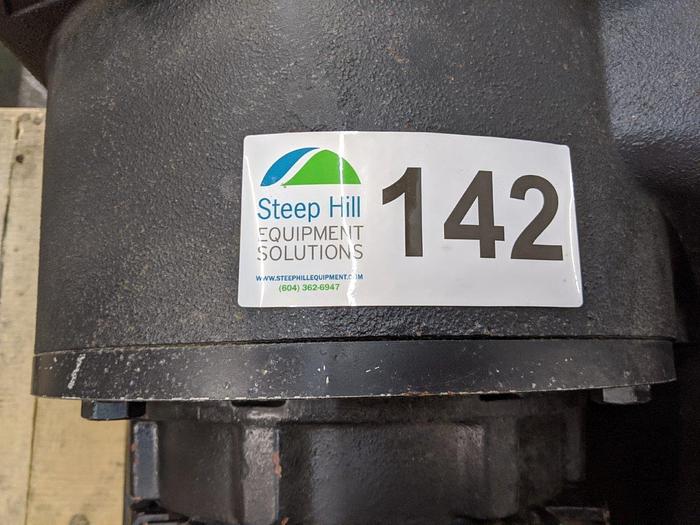 Steep Hill
EQUIPMENT
SOLUTIONS
WWW.STEEPHILLEQUIPMENT.COM
(604) 362-6947
142